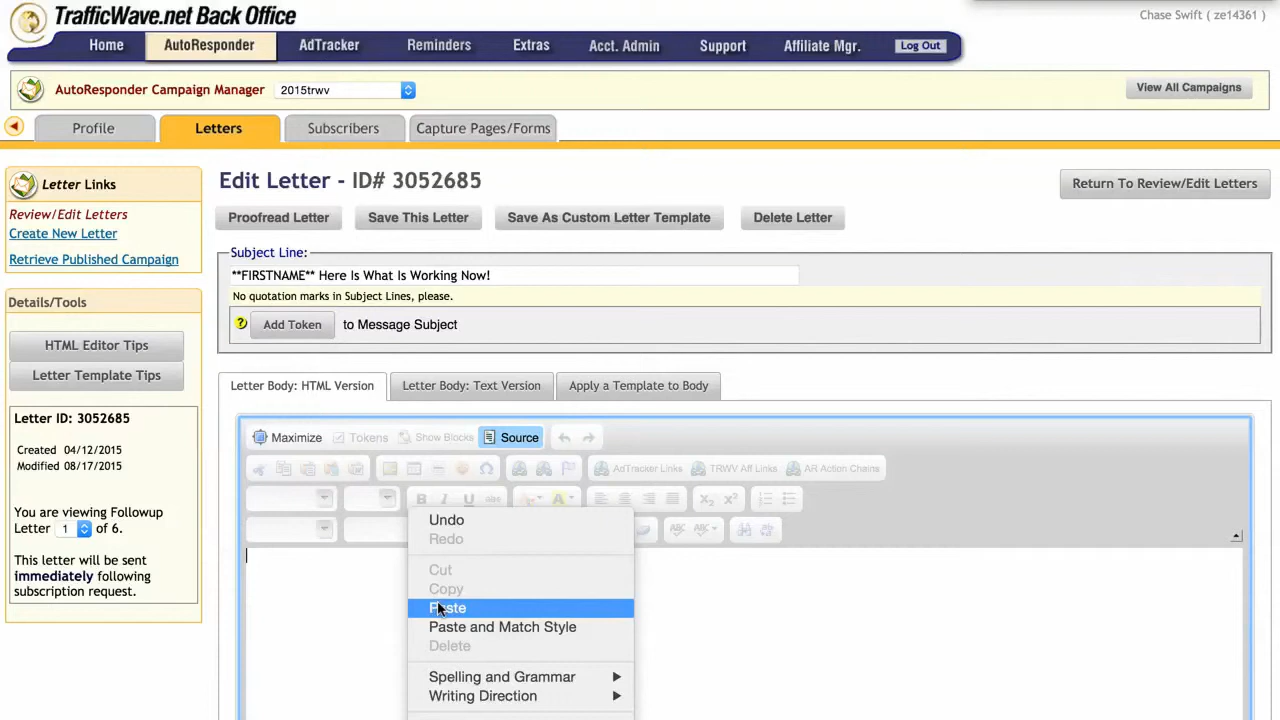 TrafficWave.net Back Office
Chase Swift ( ze14361 )
Home AutoResponder AdTracker Reminders Extras Acct. Admin Support Affiliate Mgr. Log Out
AutoResponder Campaign Manager 2015trwv View All Campaigns
Profile Letters Subscribers Capture Pages/Forms
Letter Links
Review/Edit Letters
Create New Letter
Retrieve Published Campaign
Details/Tools
HTML Editor Tips
Letter Template Tips
Letter ID: 3052685
Created 04/12/2015
Modified 08/17/2015
You are viewing Followup
Letter 1 of 6.
This letter will be sent
immediately following
subscription request.
Edit Letter - ID# 3052685
Return To Review/Edit Letters
Proofread Letter Save This Letter Save As Custom Letter Template Delete Letter
Subject Line:
**FIRSTNAME** Here Is What Is Working Now!
No quotation marks in Subject Lines, please.
? Add Token to Message Subject
Letter Body: HTML Version Letter Body: Text Version Apply a Template to Body
Maximize Tokens Show Blocks Source
AdTracker Links TRWV Aff Links AR Action Chains
B I U abc A A X2 X2
ABC ABC
Undo
Redo
Cut
Copy
Paste
Paste and Match Style
Delete
Spelling and Grammar
Writing Direction